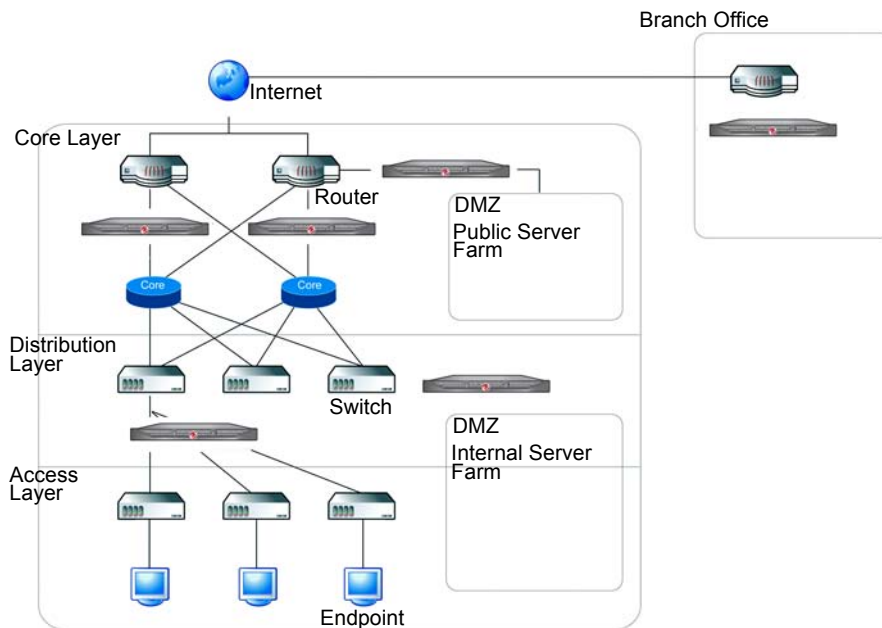 Branch Office
Internet
Core Layer
Router
DMZ
Public Server
Farm
Core
Core
Distribution
Layer
Switch
DMZ
Internal Server
Farm
Access
Layer
Endpoint